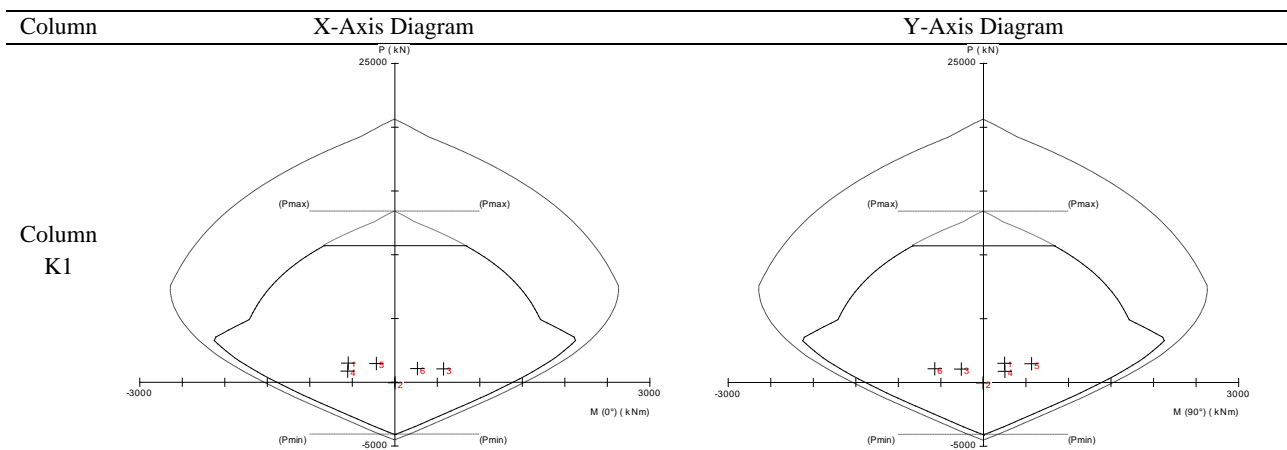 Column X-Axis Diagram Y-Axis Diagram
P ( kN)
25000
(Pmax) (Pmax)
Column
K1
1 5
4
6 3
2
-3000 3000
M (0°) ( kNm)
(Pmin) (Pmin)
-5000
P ( kN)
25000
(Pmax) (Pmax)
6 3
1 5
4
2
-3000 3000
M (90°) ( kNm)
(Pmin) (Pmin)
-5000